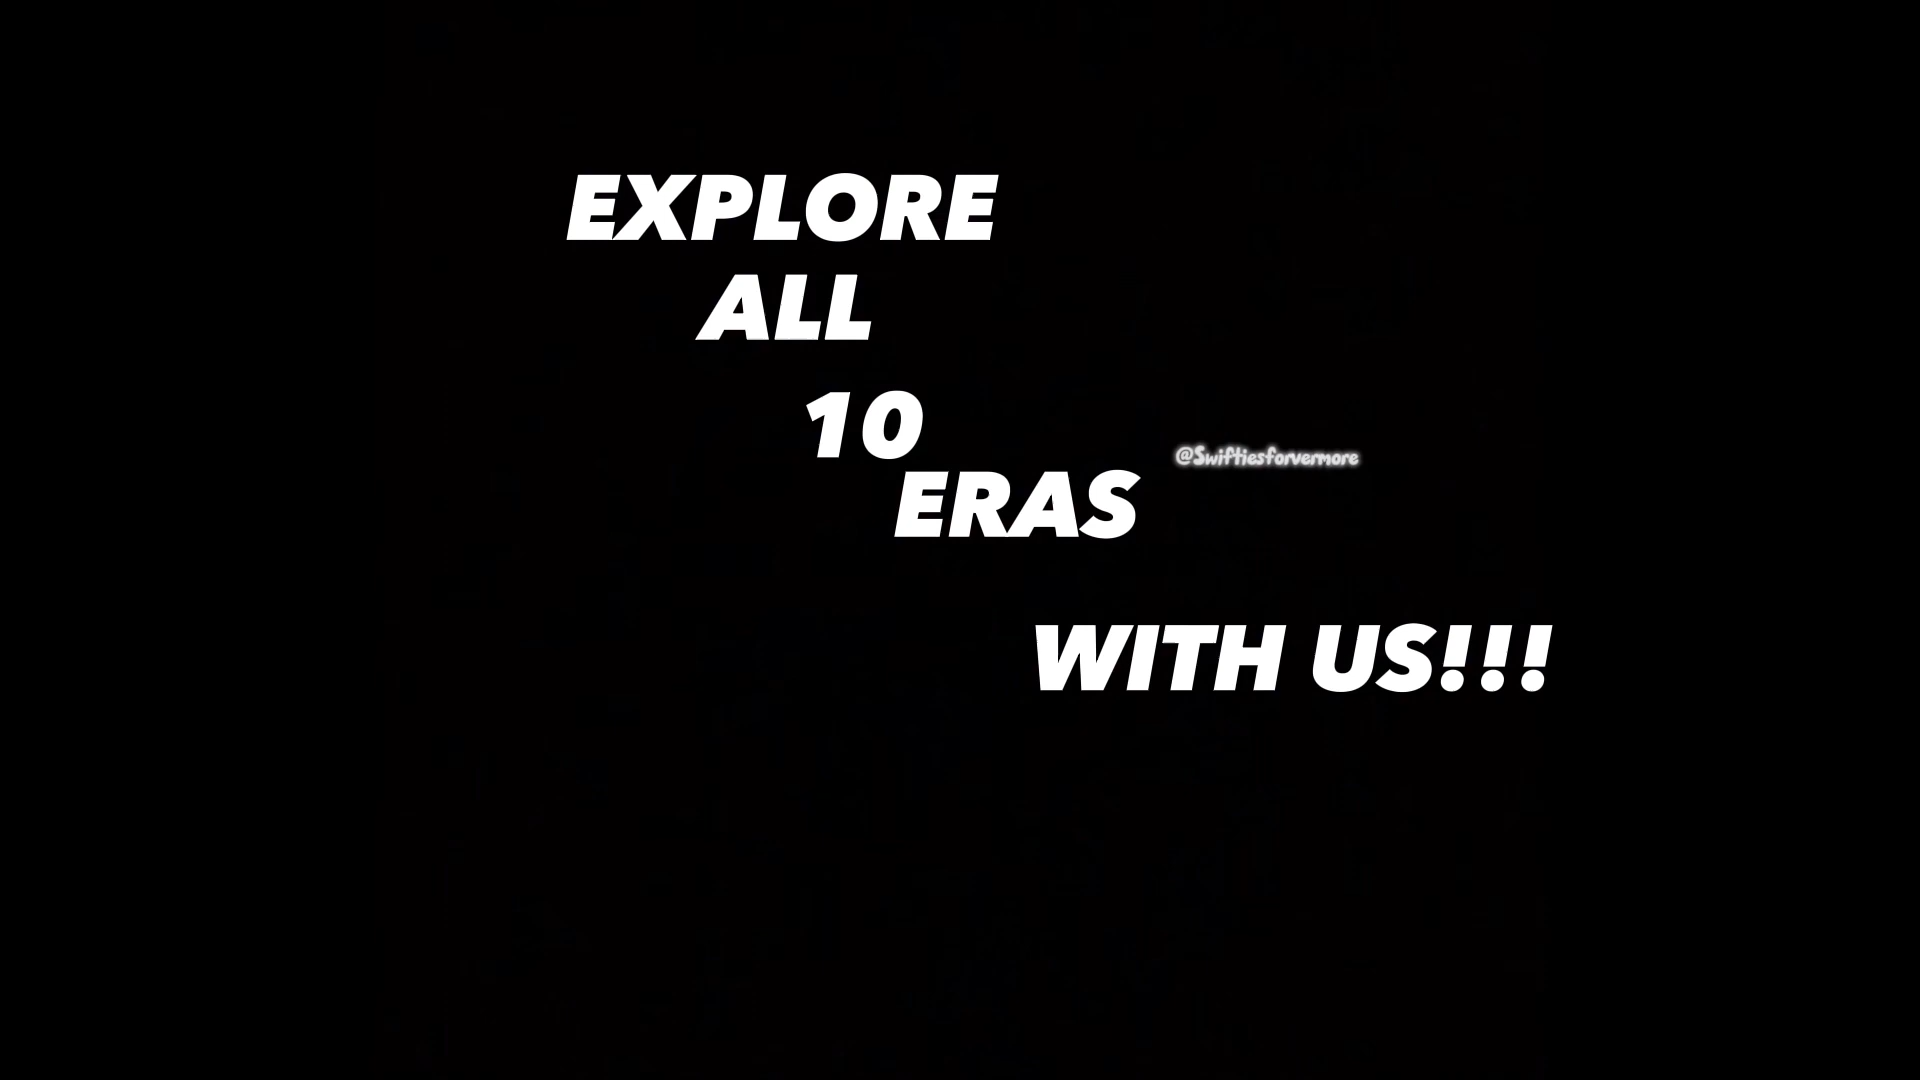 EXPLORE
ALL
10
@Swiftiesforvermore
ERAS
WITH US!!!